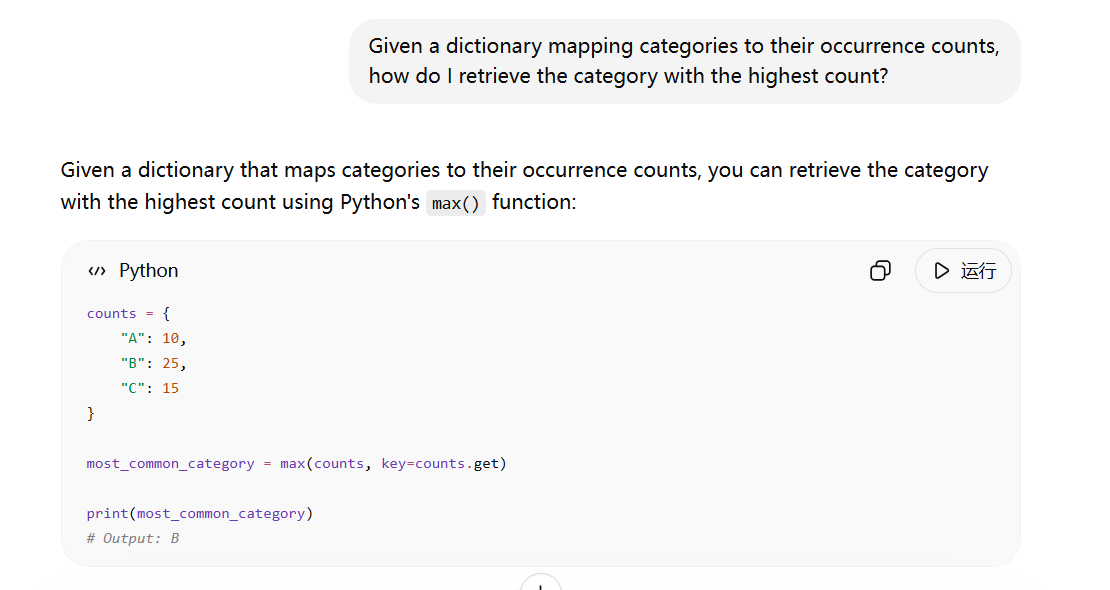 Given a dictionary mapping categories to their occurrence counts,
how do I retrieve the category with the highest count?
Given a dictionary that maps categories to their occurrence counts, you can retrieve the category
with the highest count using Python's max() function:
Python
运行
counts = {
    "A": 10,
    "B": 25,
    "C": 15
}
most_common_category = max(counts, key=counts.get)
print(most_common_category)
# Output: B